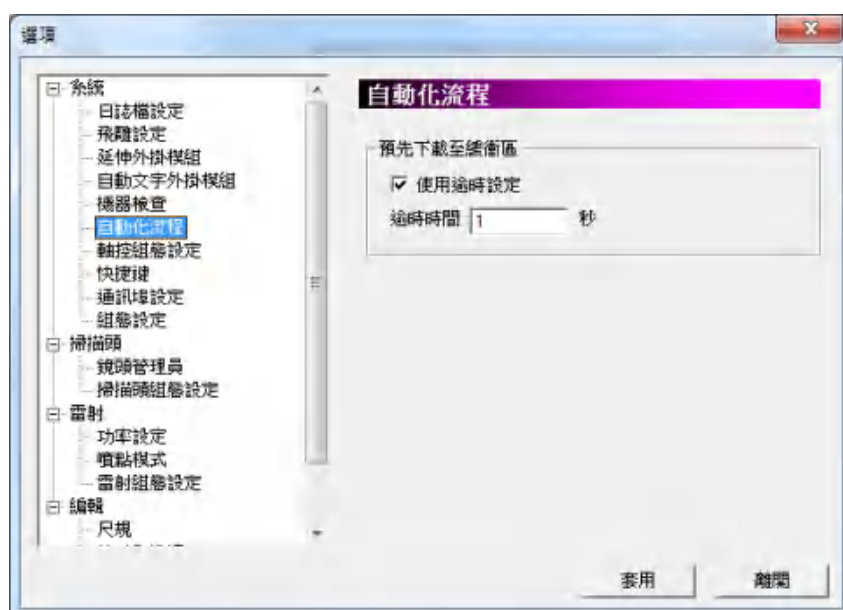 選項
系統
日誌檔設定
飛雕設定
延伸外掛模組
自動文字外掛模組
機器檢查
自動化流程
軸控組態設定
快捷鍵
通訊埠設定
組態設定
掃描頭
鏡頭管理員
掃描頭組態設定
雷射
功率設定
噴點模式
雷射組態設定
編輯
尺規
自動化流程
預先下載至緩衝區
使用逾時設定
逾時時間 1 秒
套用
離開